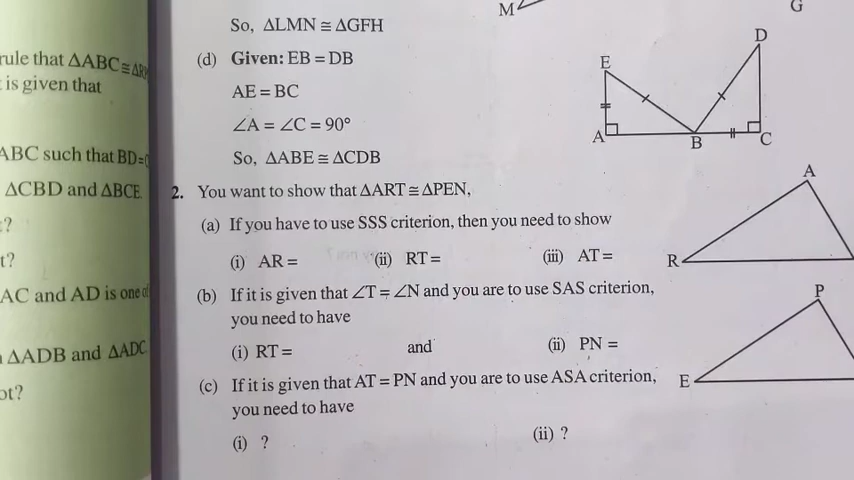 rule that ΔABC ≅ ΔR
is given that
ABC such that BD=
ΔCBD and ΔBCE.
?
t?
AC and AD is one of
ΔADB and ΔADC
ot?
M
G
So, ΔLMN ≅ ΔGFH
(d) Given: EB = DB
AE = BC
∠A = ∠C = 90°
So, ΔABE ≅ ΔCDB
E
D
A
B
C
2. You want to show that ΔART ≅ ΔPEN,
(a) If you have to use SSS criterion, then you need to show
(i) AR = (ii) RT = (iii) AT =
A
R
(b) If it is given that ∠T = ∠N and you are to use SAS criterion,
you need to have
(i) RT = and (ii) PN =
P
E
(c) If it is given that AT = PN and you are to use ASA criterion,
you need to have
(i) ? (ii) ?